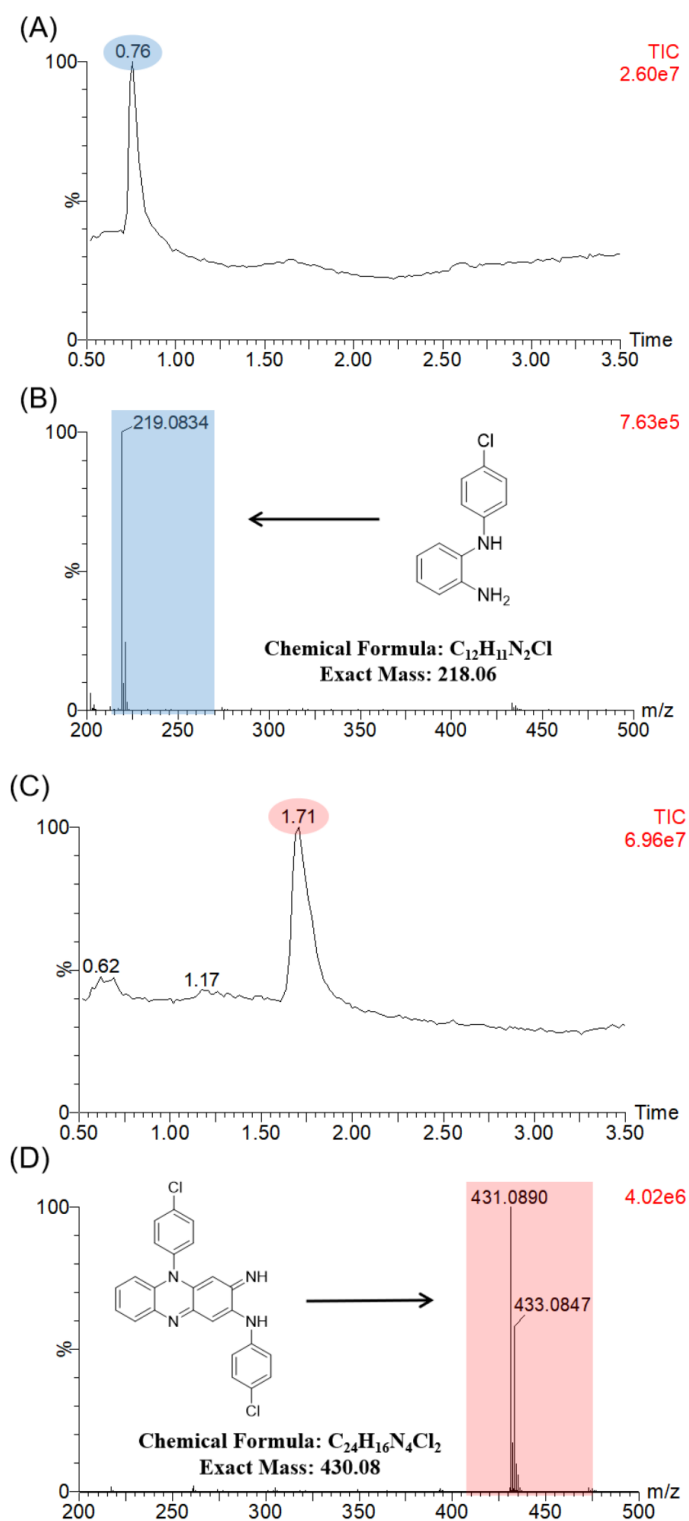 (A)
0.76
TIC
2.60e7
100
%
0
0.50 1.00 1.50 2.00 2.50 3.00 3.50
Time
(B)
219.0834
7.63e5
100
%
0
Cl
NH
NH₂
Chemical Formula: C₁₂H₁₁N₂Cl
Exact Mass: 218.06
200 250 300 350 400 450 500
m/z
(C)
1.71
TIC
6.96e7
100
%
0.62
1.17
0
0.50 1.00 1.50 2.00 2.50 3.00 3.50
Time
(D)
431.0890
4.02e6
433.0847
100
%
0
Cl
N
NH
N
NH
Cl
Chemical Formula: C₂₄H₁₆N₄Cl₂
Exact Mass: 430.08
200 250 300 350 400 450 500
m/z